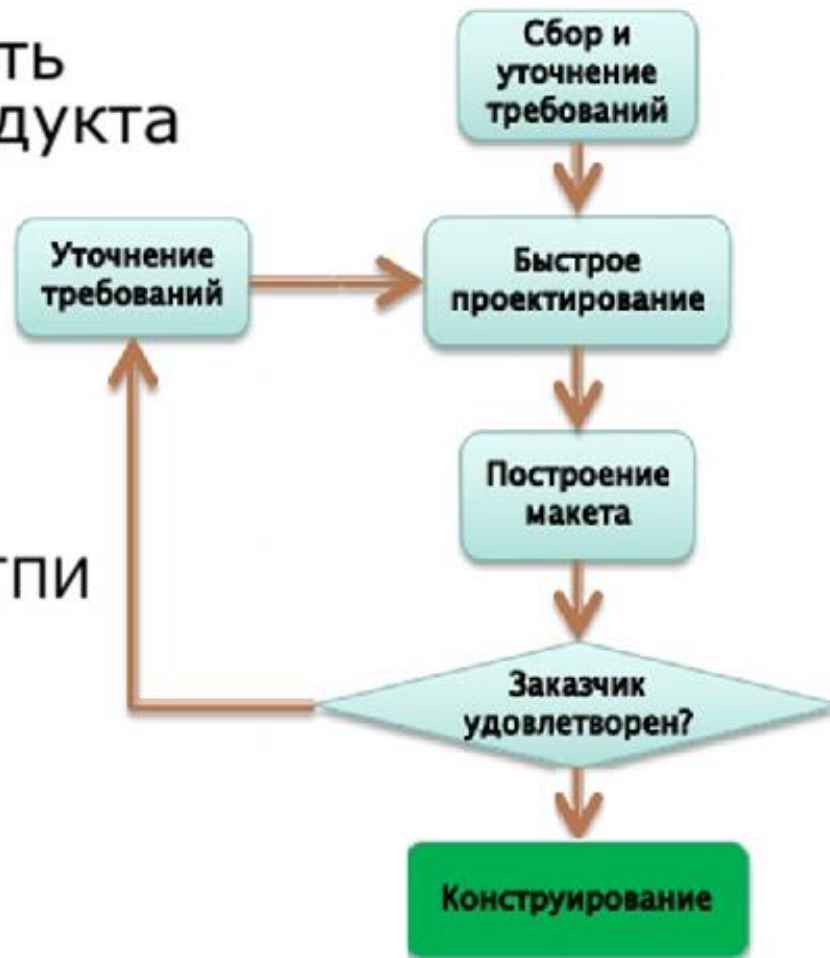 ть
дукта
Сбор и
уточнение
требований
Уточнение
требований
Быстрое
проектирование
Построение
макета
тпи
Заказчик
удовлетворен?
Конструирование